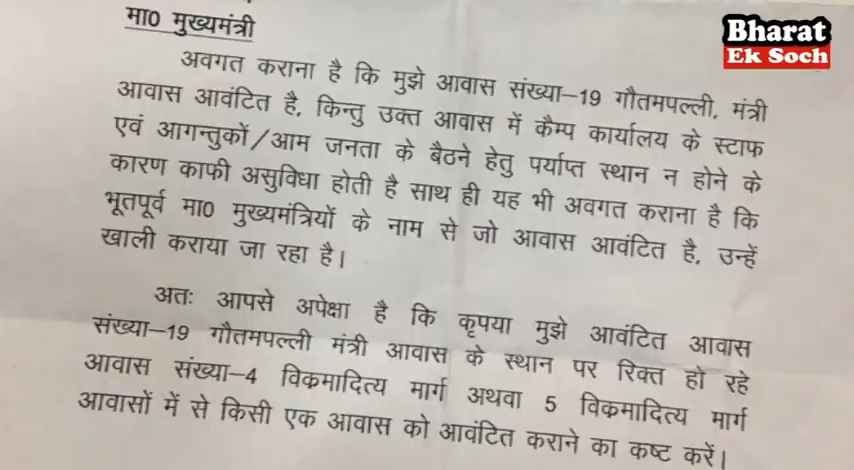 मा0 मुख्यमंत्री
Bharat
Ek Soch
अवगत कराना है कि मुझे आवास संख्या–19 गौतमपल्ली, मंत्री
आवास आवंटित है, किन्तु उक्त आवास में कैम्प कार्यालय के स्टाफ
एवं आगन्तुकों/आम जनता के बैठने हेतु पर्याप्त स्थान न होने के
कारण काफी असुविधा होती है साथ ही यह भी अवगत कराना है कि
भूतपूर्व मा0 मुख्यमंत्रियों के नाम से जो आवास आवंटित है, उन्हें
खाली कराया जा रहा है।
अतः आपसे अपेक्षा है कि कृपया मुझे आवंटित आवास
संख्या–19 गौतमपल्ली मंत्री आवास के स्थान पर रिक्त हो रहे
आवास संख्या–4 विकमादित्य मार्ग अथवा 5 विकमादित्य मार्ग
आवासों में से किसी एक आवास को आवंटित कराने का कष्ट करें।